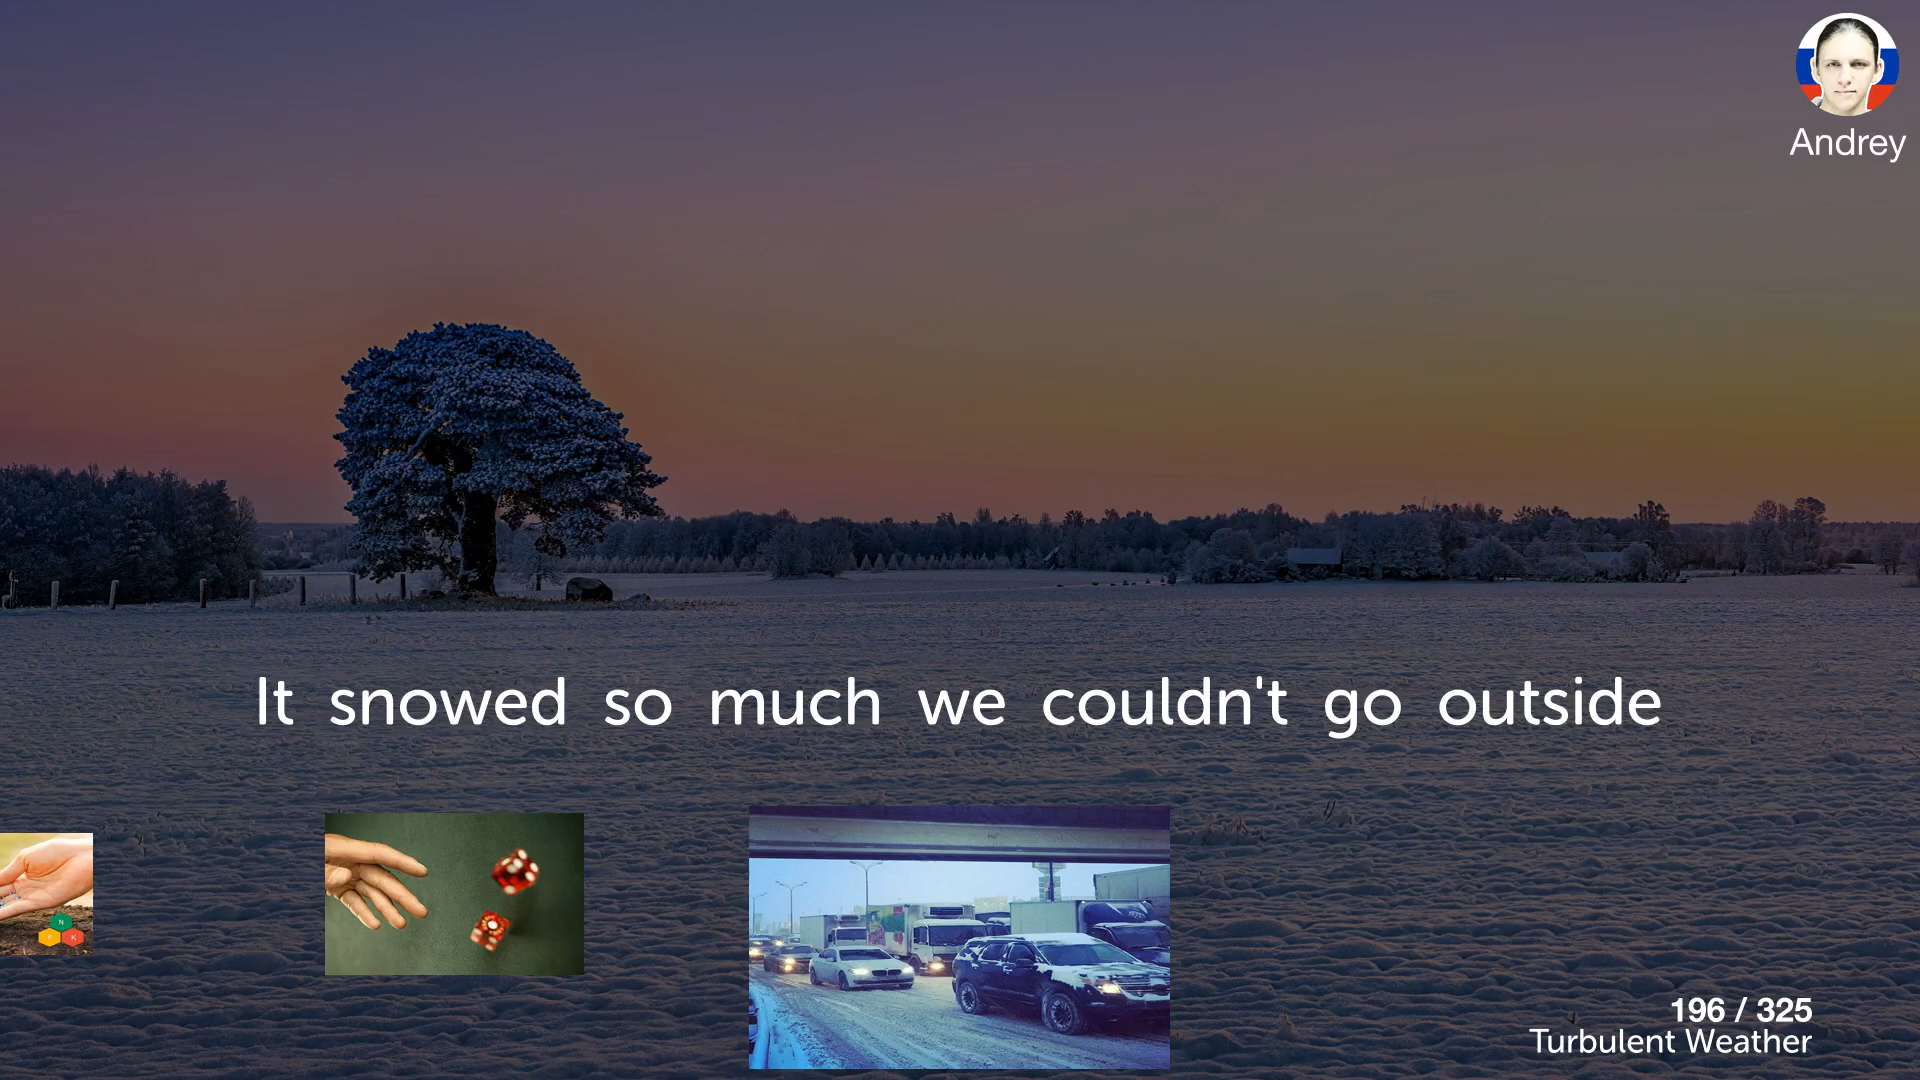 Andrey
It snowed so much we couldn't go outside
N
K
196 / 325
Turbulent Weather